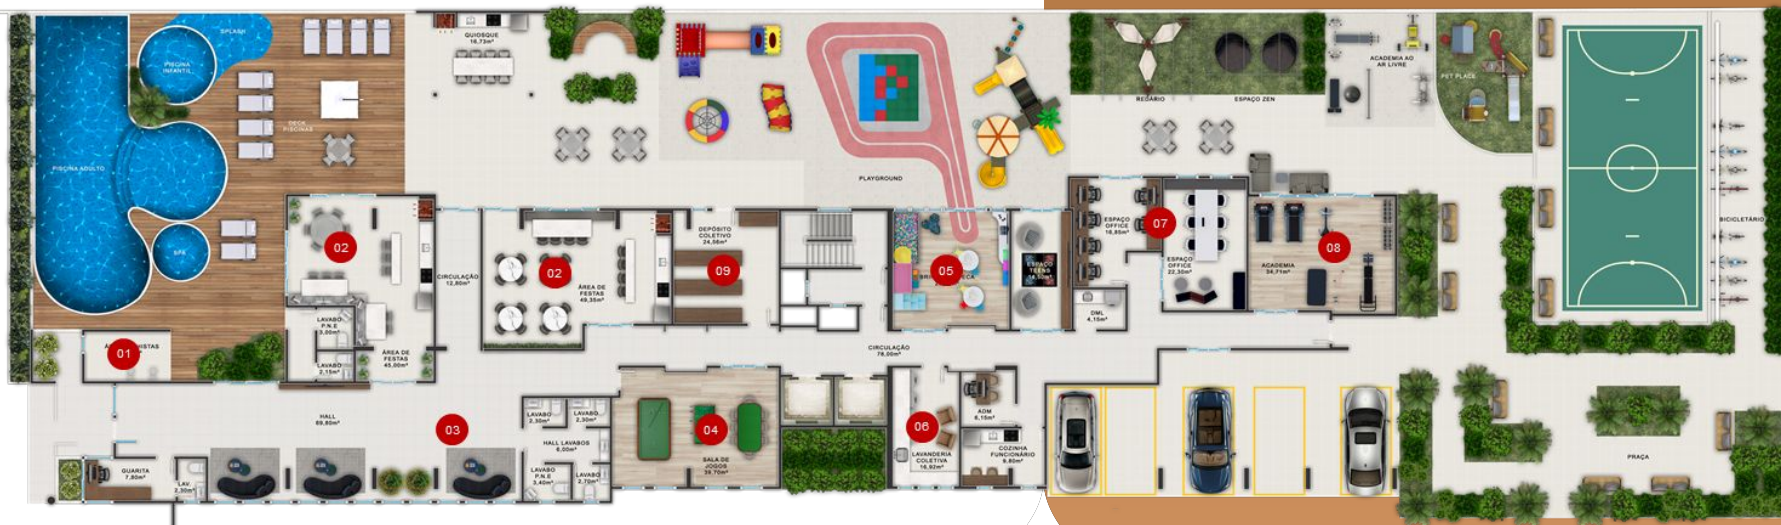 SPLASH
PISCINA
INFANTIL
DECK
PISCINAS
PISCINA ADULTO
SPA
QUIOSQUE
16,73m²
PLAYGROUND
REDÁRIO
ESPAÇO ZEN
ACADEMIA AO
AR LIVRE
PET PLACE
BICICLETÁRIO
01
02
LAVABO
P.N.E
3,00m²
LAVABO
2,15m²
ÁREA DE
FESTAS
45,00m²
CIRCULAÇÃO
12,80m²
02
ÁREA DE
FESTAS
49,35m²
DEPÓSITO
COLETIVO
24,56m²
09
05
ESPAÇO
TEENS
ESPAÇO
OFFICE
16,85m²
07
ESPAÇO
OFFICE
22,30m²
DML
4,15m²
ACADEMIA
34,71m²
08
CIRCULAÇÃO
78,00m²
HALL
89,80m²
03
GUARITA
7,80m²
LAV.
2,30m²
LAVABO
2,30m²
LAVABO
2,30m²
HALL LAVABOS
6,00m²
LAVABO
P.N.E
3,40m²
LAVABO
2,70m²
04
SALA DE
JOGOS
39,70m²
06
LAVANDERIA
COLETIVA
16,92m²
ADM
6,15m²
COZINHA
FUNCIONÁRIO
9,80m²
PRAÇA